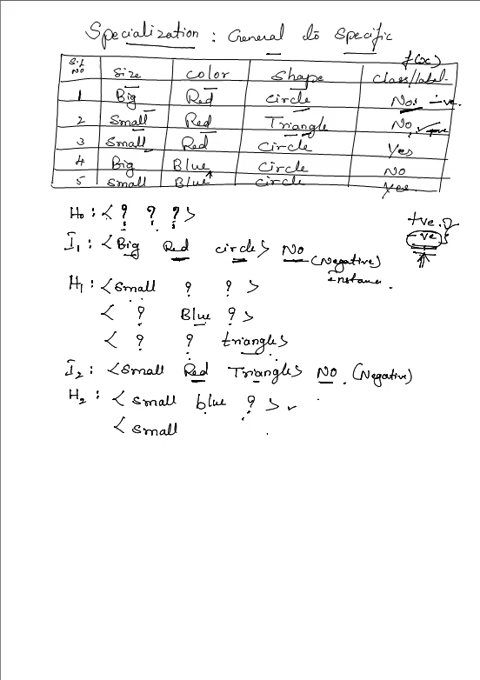 Specialization : General to Specific
f(x)
S.l No Size color shape class/label
1 Big Red circle No -ve
2 Small Red Triangle No -ve
3 Small Red circle Yes
4 Big Blue circle No
5 small Blue circle Yes
H₀ : < ? ? ? > +ve ?
I₁ : < Big Red circle > No (Negative) instance. -ve
H₁ : < small ? ? >
< ? Blue ? >
< ? ? triangle >
I₂ : < small Red Triangle > No. (Negative)
H₂ : < small blue ? > ✓
< small